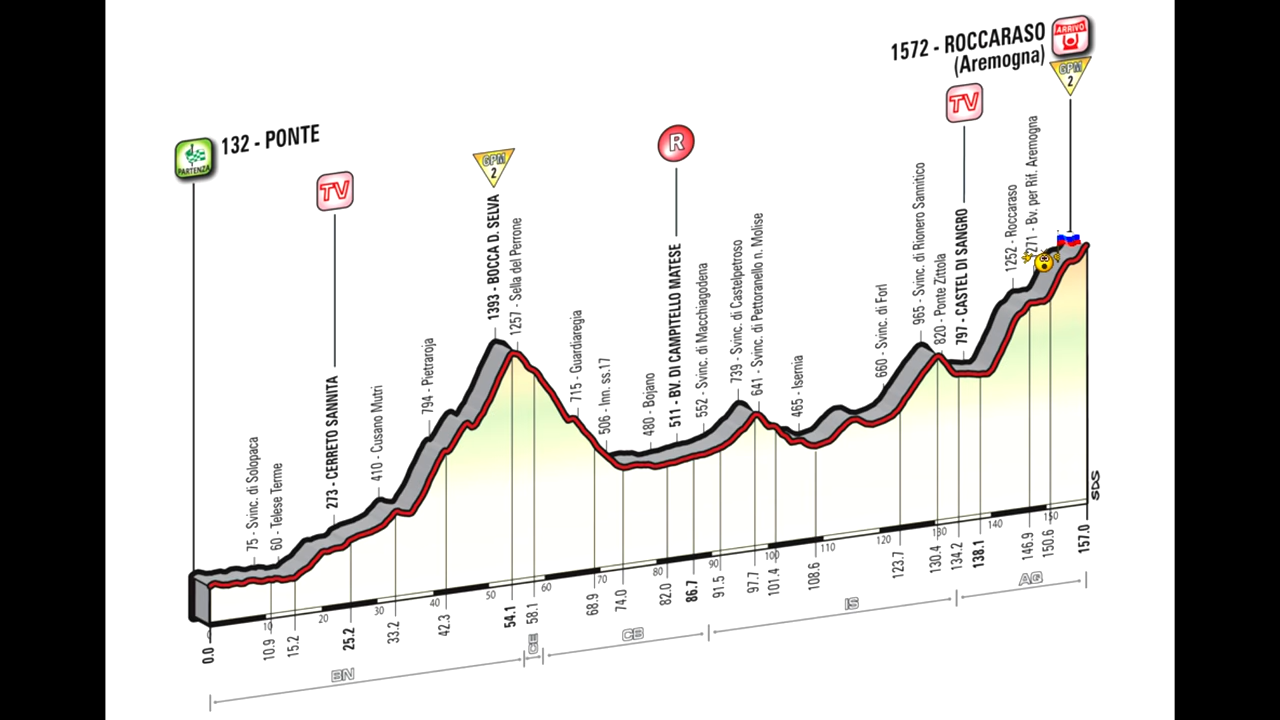 1572 - ROCCARASO
(Aremogna)
ARRIVO
GPM
2
132 - PONTE
PARTENZA
TV
GPM
2
R
TV
75 - Svinc. di Solopaca
60 - Telese Terme
273 - CERRETO SANNITA
410 - Cusano Mutri
794 - Pietraroja
1393 - BOCCA D. SELVA
1257 - Sella del Perrone
715 - Guardiaregia
506 - Inn. ss.17
480 - Bojano
511 - BV. DI CAMPITELLO MATESE
552 - Svinc. di Macchiagodena
739 - Svinc. di Castelpetroso
641 - Svinc. di Pettoranello n. Molise
465 - Isernia
660 - Svinc. di Forl
965 - Svinc. di Rionero Sannitico
820 - Ponte Zittola
797 - CASTEL DI SANGRO
1252 - Roccaraso
271 - Bv. per Rif. Aremogna
SDS
0
10
20
30
40
50
60
70
80
90
100
110
120
130
140
150
0.0
10.9
15.2
25.2
33.2
42.3
54.1
58.1
68.9
74.0
82.0
86.7
91.5
97.7
101.4
108.6
123.7
130.4
134.2
138.1
146.9
150.6
157.0
BN
CE
CB
IS
AQ